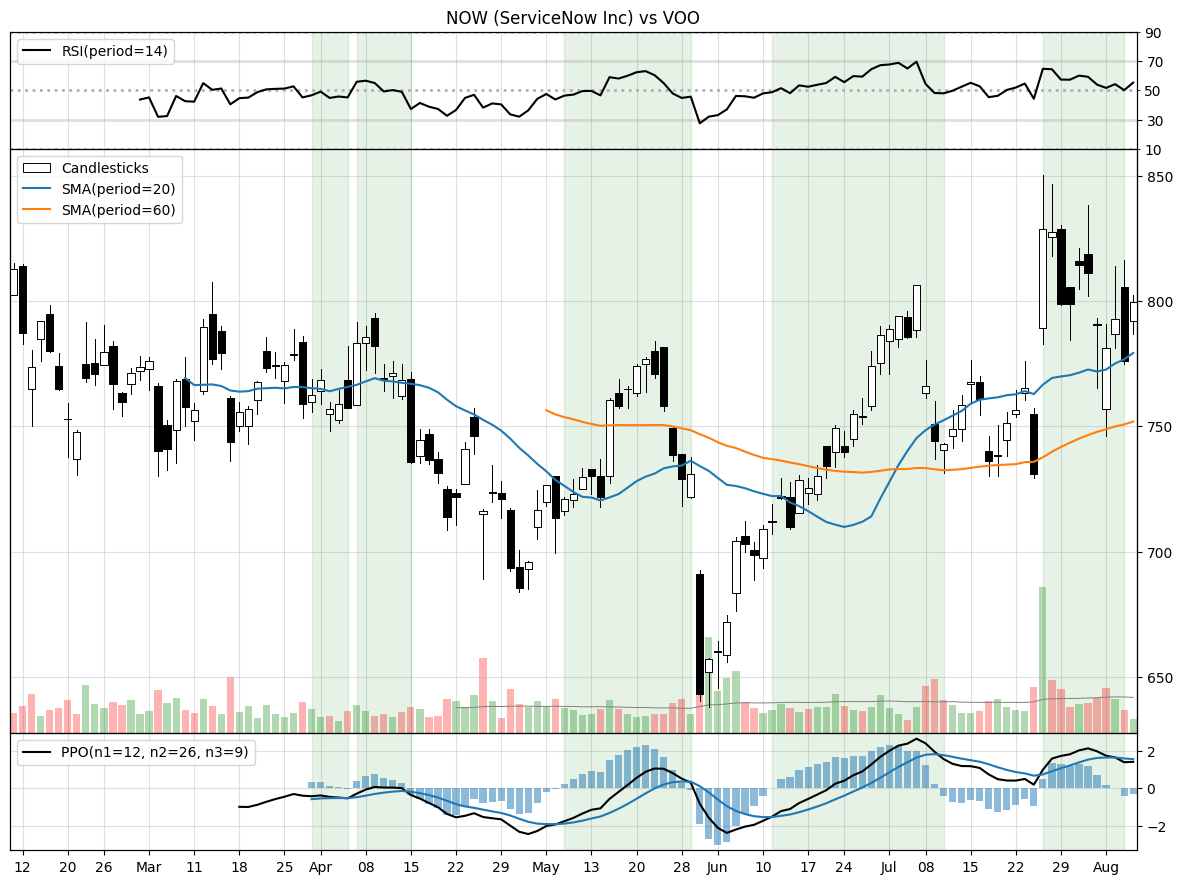 NOW (ServiceNow Inc) vs VOO
RSI(period=14)
90
70
50
30
10
Candlesticks
SMA(period=20)
SMA(period=60)
850
800
750
700
650
PPO(n1=12, n2=26, n3=9)
2
0
−2
12 20 26 Mar 11 18 25 Apr 08 15 22 29 May 13 20 28 Jun 10 17 24 Jul 08 15 22 29 Aug